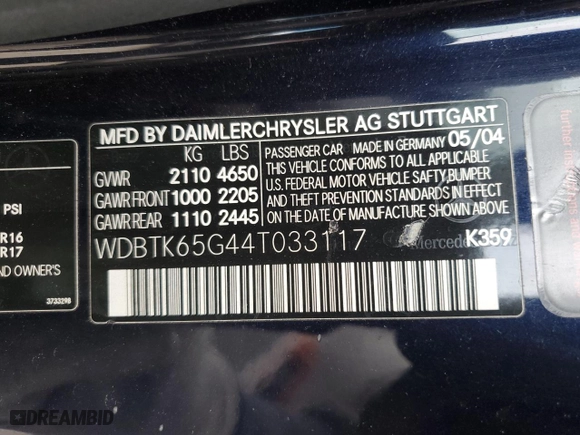 MFD BY DAIMLERCHRYSLER AG STUTTGART
KG LBS
GVWR 2110 4650
GAWR FRONT 1000 2205
GAWR REAR 1110 2445
PASSENGER CAR MADE IN GERMANY 05/04
THIS VEHICLE CONFORMS TO ALL APPLICABLE
U.S. FEDERAL MOTOR VEHICLE SAFTY,BUMPER
AND THEFT PREVENTION STANDARDS IN EFFECT
ON THE DATE OF MANUFACTURE SHOWN ABOVE.
WDBTK65G44T033117
K359
Mercedes
PSI
R16
R17
ND OWNER'S
3733298
further
DREAMBID